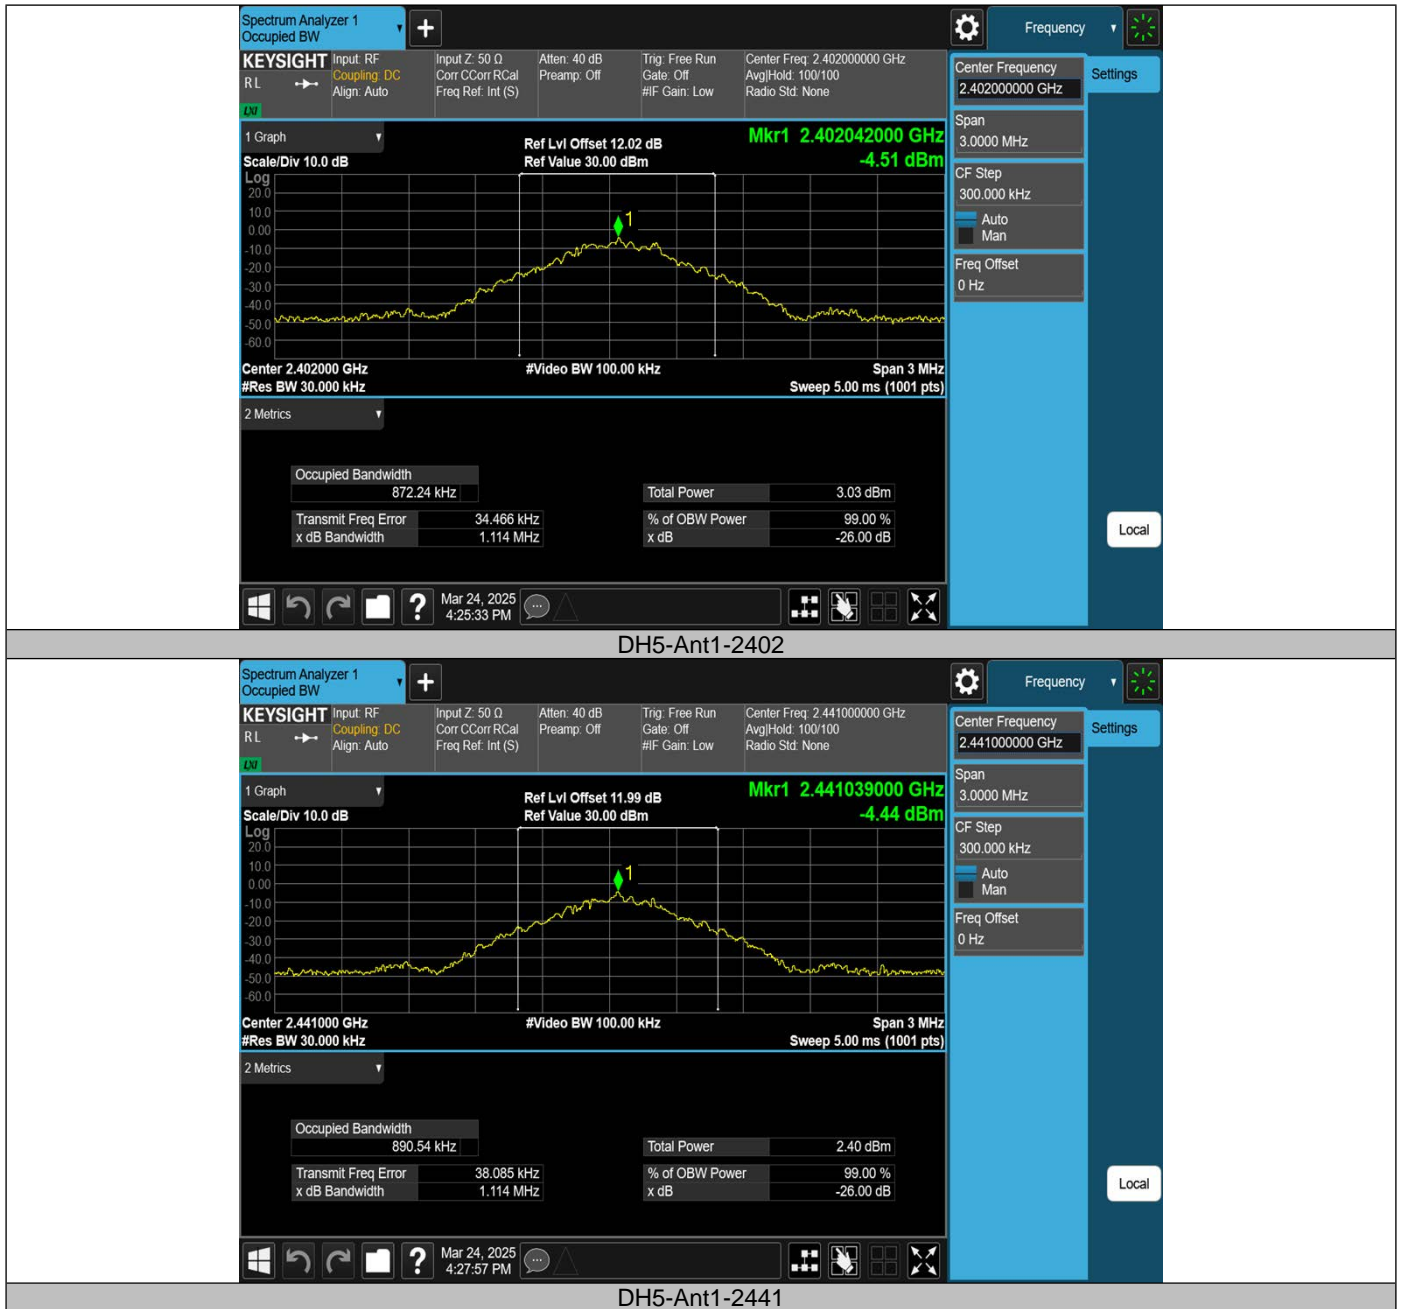 Spectrum Analyzer 1
Occupied BW
+
Frequency
KEYSIGHT
R L
LXI
Input: RF
Coupling: DC
Align: Auto
Input Z: 50 Ω
Corr CCorr RCal
Freq Ref: Int (S)
Atten: 40 dB
Preamp: Off
Trig: Free Run
Gate: Off
#IF Gain: Low
Center Freq: 2.402000000 GHz
Avg|Hold: 100/100
Radio Std: None
Center Frequency
2.402000000 GHz
Settings
Span
3.0000 MHz
CF Step
300.000 kHz
Auto
Man
Freq Offset
0 Hz
Local
1 Graph
Scale/Div 10.0 dB
Ref Lvl Offset 12.02 dB
Ref Value 30.00 dBm
Mkr1 2.402042000 GHz
-4.51 dBm
Log
20.0
10.0
0.00
-10.0
-20.0
-30.0
-40.0
-50.0
-60.0
1
Center 2.402000 GHz
#Video BW 100.00 kHz
Span 3 MHz
#Res BW 30.000 kHz
Sweep 5.00 ms (1001 pts)
2 Metrics
Occupied Bandwidth
872.24 kHz
Total Power 3.03 dBm
Transmit Freq Error 34.466 kHz
% of OBW Power 99.00 %
x dB Bandwidth 1.114 MHz
x dB -26.00 dB
?
Mar 24, 2025
4:25:33 PM
DH5-Ant1-2402
Spectrum Analyzer 1
Occupied BW
+
Frequency
KEYSIGHT
R L
LXI
Input: RF
Coupling: DC
Align: Auto
Input Z: 50 Ω
Corr CCorr RCal
Freq Ref: Int (S)
Atten: 40 dB
Preamp: Off
Trig: Free Run
Gate: Off
#IF Gain: Low
Center Freq: 2.441000000 GHz
Avg|Hold: 100/100
Radio Std: None
Center Frequency
2.441000000 GHz
Settings
Span
3.0000 MHz
CF Step
300.000 kHz
Auto
Man
Freq Offset
0 Hz
Local
1 Graph
Scale/Div 10.0 dB
Ref Lvl Offset 11.99 dB
Ref Value 30.00 dBm
Mkr1 2.441039000 GHz
-4.44 dBm
Log
20.0
10.0
0.00
-10.0
-20.0
-30.0
-40.0
-50.0
-60.0
1
Center 2.441000 GHz
#Video BW 100.00 kHz
Span 3 MHz
#Res BW 30.000 kHz
Sweep 5.00 ms (1001 pts)
2 Metrics
Occupied Bandwidth
890.54 kHz
Total Power 2.40 dBm
Transmit Freq Error 38.085 kHz
% of OBW Power 99.00 %
x dB Bandwidth 1.114 MHz
x dB -26.00 dB
?
Mar 24, 2025
4:27:57 PM
DH5-Ant1-2441